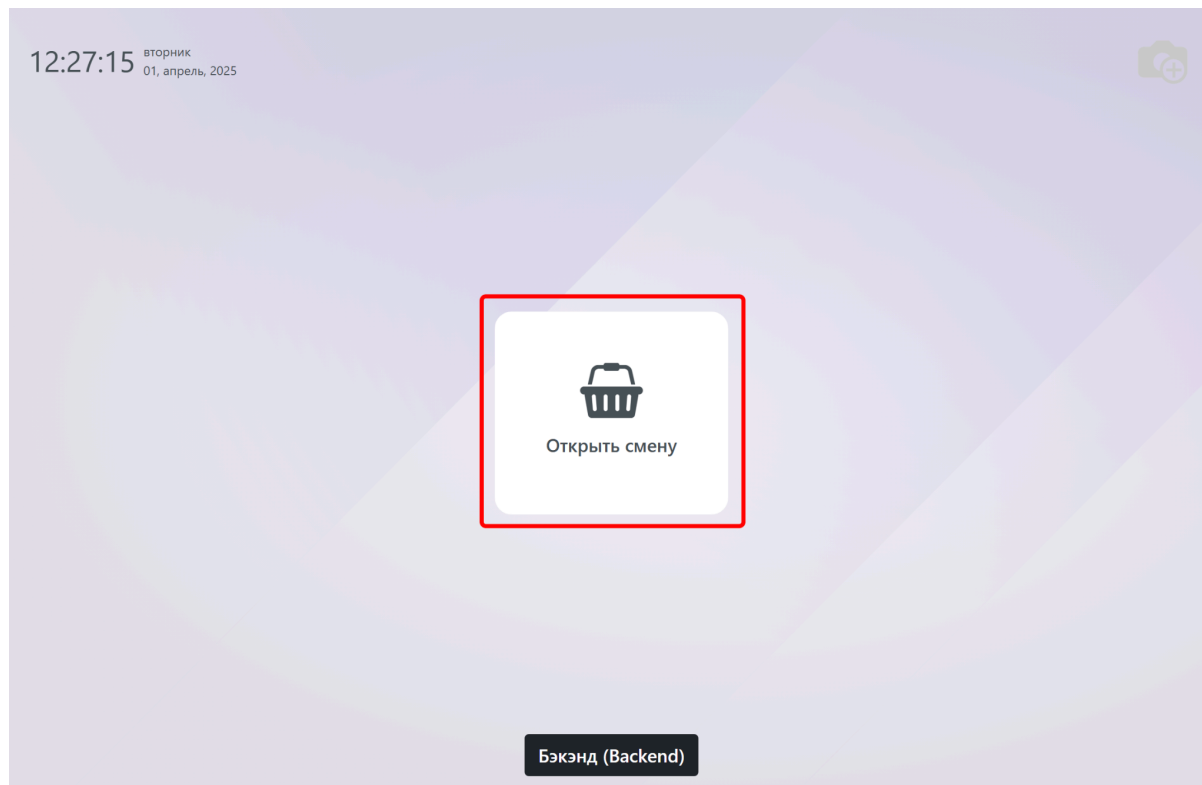 12:27:15
вторник
01, апрель, 2025
Открыть смену
Бэкэнд (Backend)